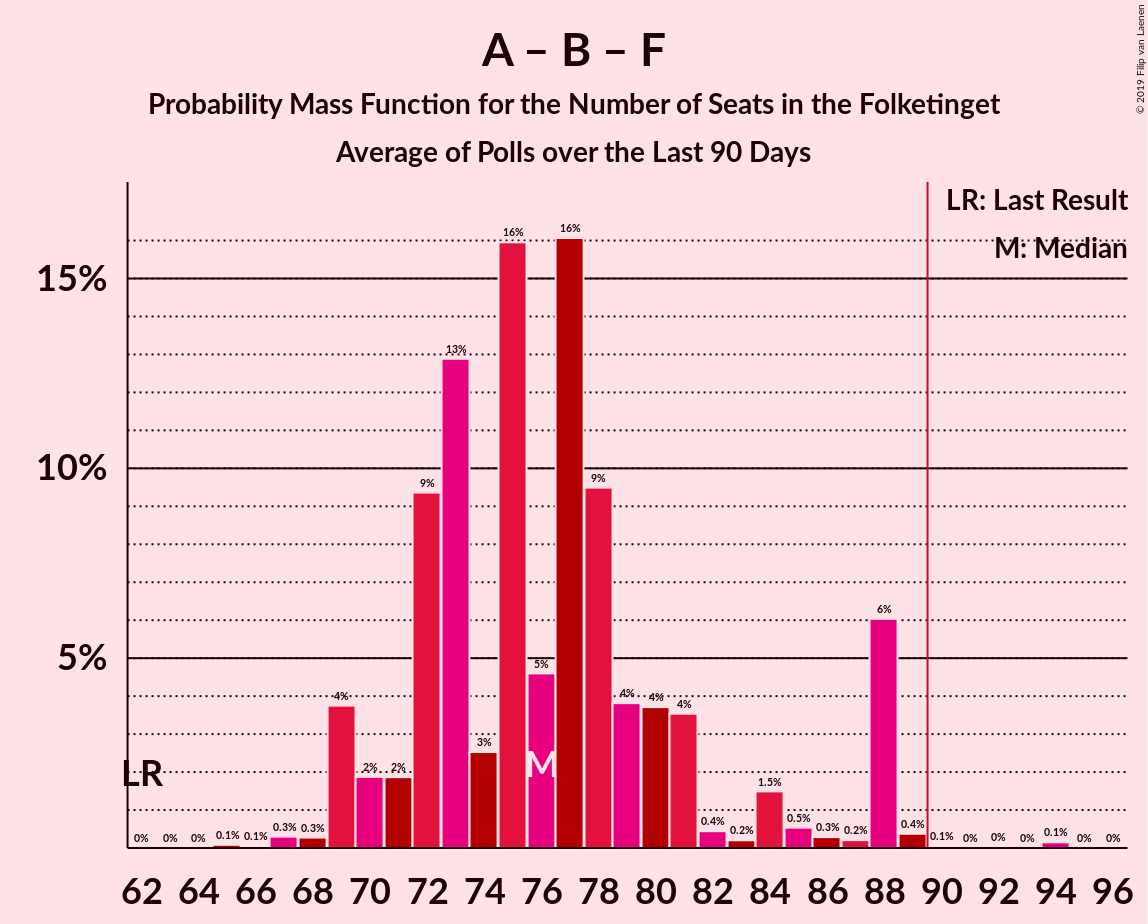 A – B – F
Probability Mass Function for the Number of Seats in the Folketinget
Average of Polls over the Last 90 Days
© 2019 Filip van Laenen
LR: Last Result
M: Median
15%
10%
5%
LR
M
0% 0% 0% 0.1% 0.1% 0.3% 0.3% 4% 2% 2% 9% 13% 3% 16% 5% 16% 9% 4% 4% 4% 0.4% 0.2% 1.5% 0.5% 0.3% 0.2% 6% 0.4% 0.1% 0% 0% 0% 0.1% 0% 0%
62 64 66 68 70 72 74 76 78 80 82 84 86 88 90 92 94 96